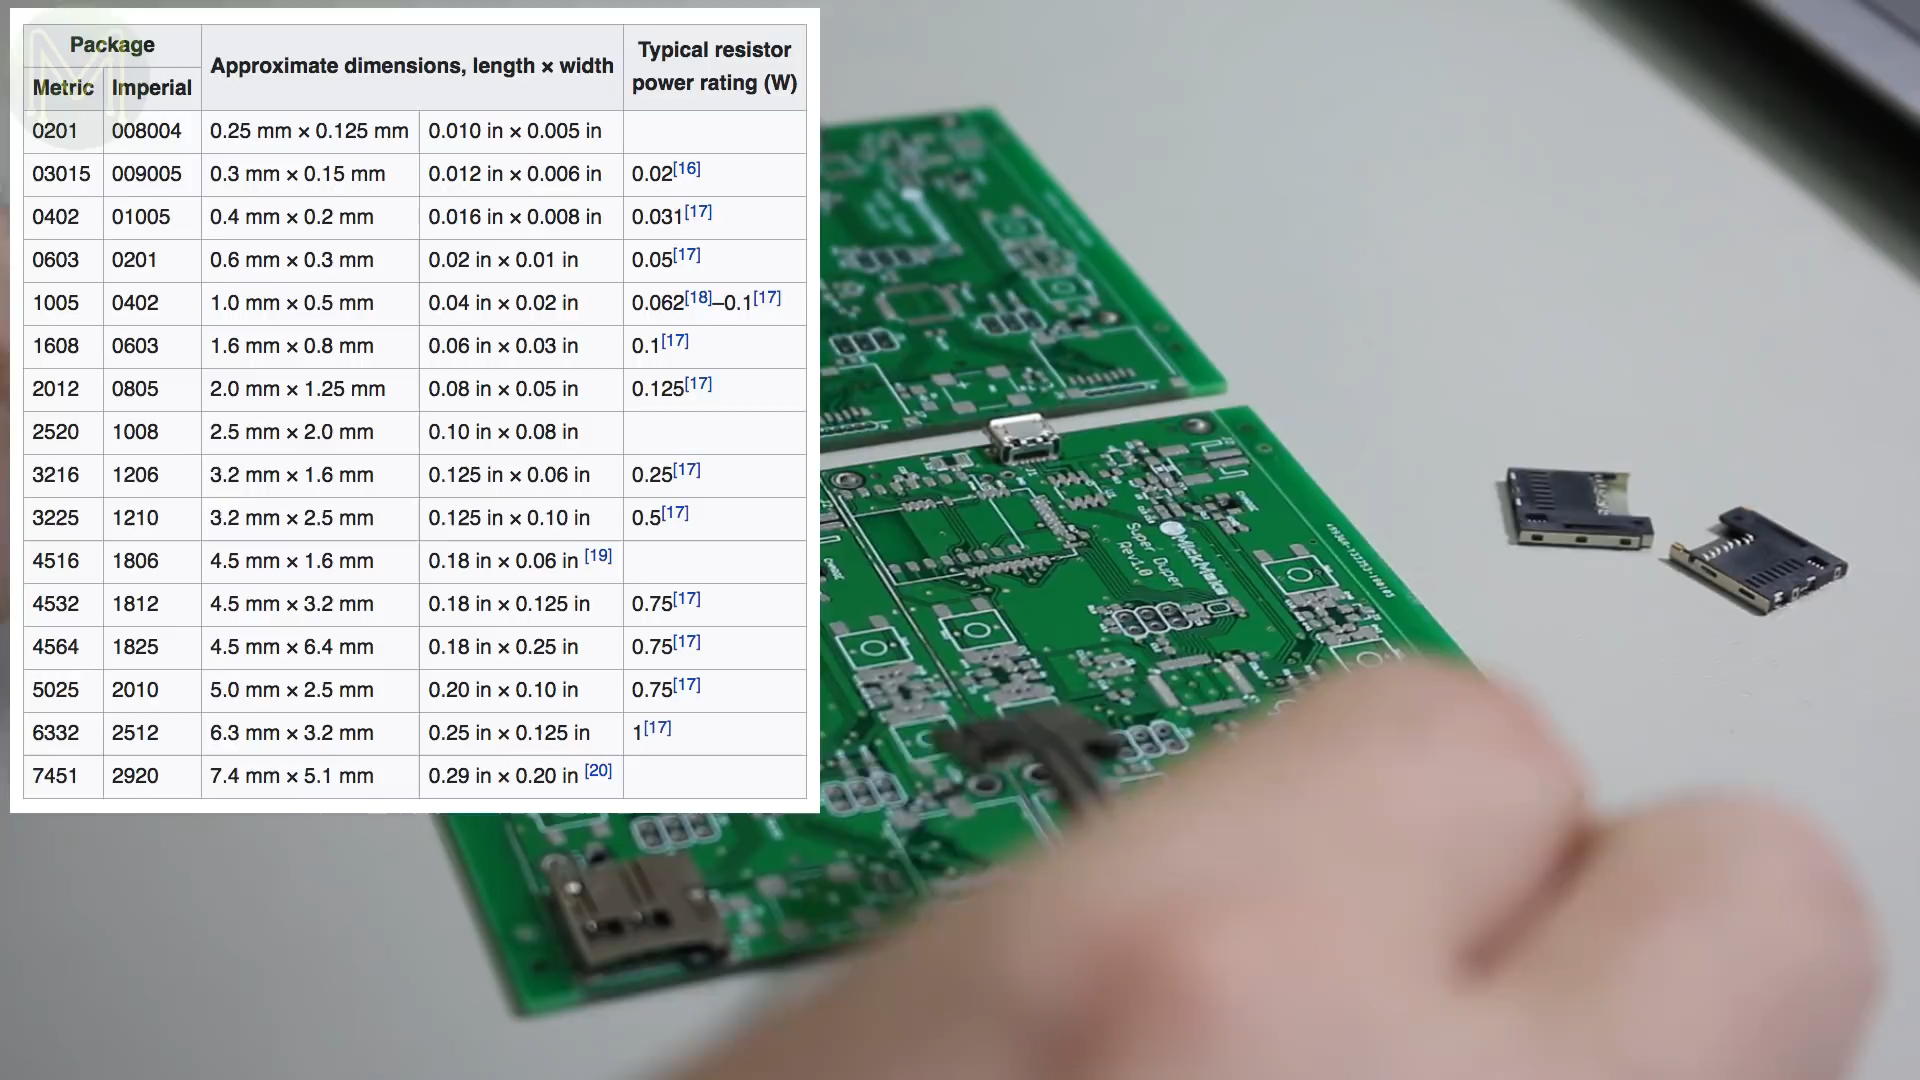 Package
Approximate dimensions, length × width
Typical resistor
power rating (W)
Metric Imperial
0201 008004 0.25 mm × 0.125 mm 0.010 in × 0.005 in
03015 009005 0.3 mm × 0.15 mm 0.012 in × 0.006 in 0.02[16]
0402 01005 0.4 mm × 0.2 mm 0.016 in × 0.008 in 0.031[17]
0603 0201 0.6 mm × 0.3 mm 0.02 in × 0.01 in 0.05[17]
1005 0402 1.0 mm × 0.5 mm 0.04 in × 0.02 in 0.062[18]–0.1[17]
1608 0603 1.6 mm × 0.8 mm 0.06 in × 0.03 in 0.1[17]
2012 0805 2.0 mm × 1.25 mm 0.08 in × 0.05 in 0.125[17]
2520 1008 2.5 mm × 2.0 mm 0.10 in × 0.08 in
3216 1206 3.2 mm × 1.6 mm 0.125 in × 0.06 in 0.25[17]
3225 1210 3.2 mm × 2.5 mm 0.125 in × 0.10 in 0.5[17]
4516 1806 4.5 mm × 1.6 mm 0.18 in × 0.06 in [19]
4532 1812 4.5 mm × 3.2 mm 0.18 in × 0.125 in 0.75[17]
4564 1825 4.5 mm × 6.4 mm 0.18 in × 0.25 in 0.75[17]
5025 2010 5.0 mm × 2.5 mm 0.20 in × 0.10 in 0.75[17]
6332 2512 6.3 mm × 3.2 mm 0.25 in × 0.125 in 1[17]
7451 2920 7.4 mm × 5.1 mm 0.29 in × 0.20 in [20]
M
J1
MickMake
Super Duper
Rev1.0